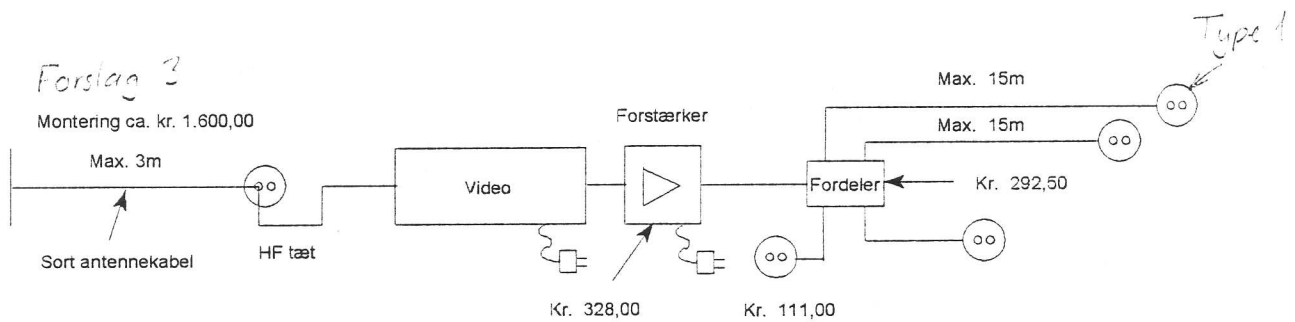 Type 1
Forslag 3
Montering ca. kr. 1.600,00
Max. 3m
Sort antennekabel
HF tæt
Video
Forstærker
Kr. 328,00
Max. 15m
Max. 15m
Fordeler
Kr. 292,50
Kr. 111,00